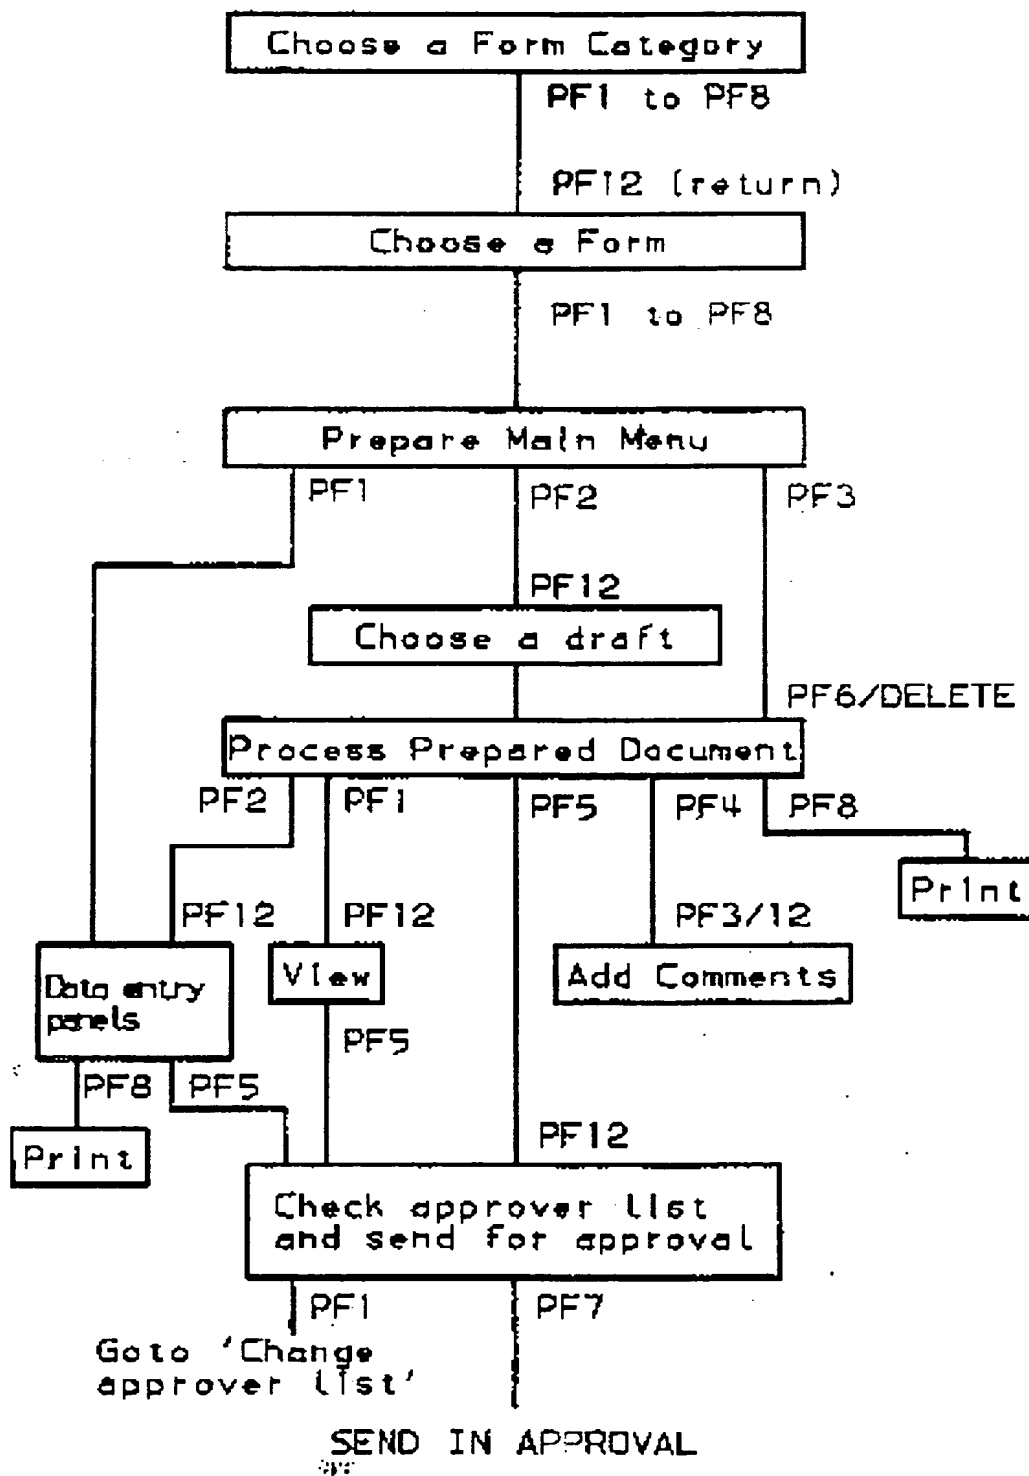 Choose a Form Category
PF1 to PF8
PF12 (return)
Choose a Form
PF1 to PF8
Prepare Main Menu
PF1
PF2
PF3
PF12
Choose a draft
PF6/DELETE
Process Prepared Document
PF2
PF1
PF5
PF4
PF8
Print
PF12
PF12
PF3/12
Data entry
panels
View
Add Comments
PF5
PF8
PF5
Print
PF12
Check approver list
and send for approval
PF1
PF7
Goto 'Change
approver list'
SEND IN APPROVAL